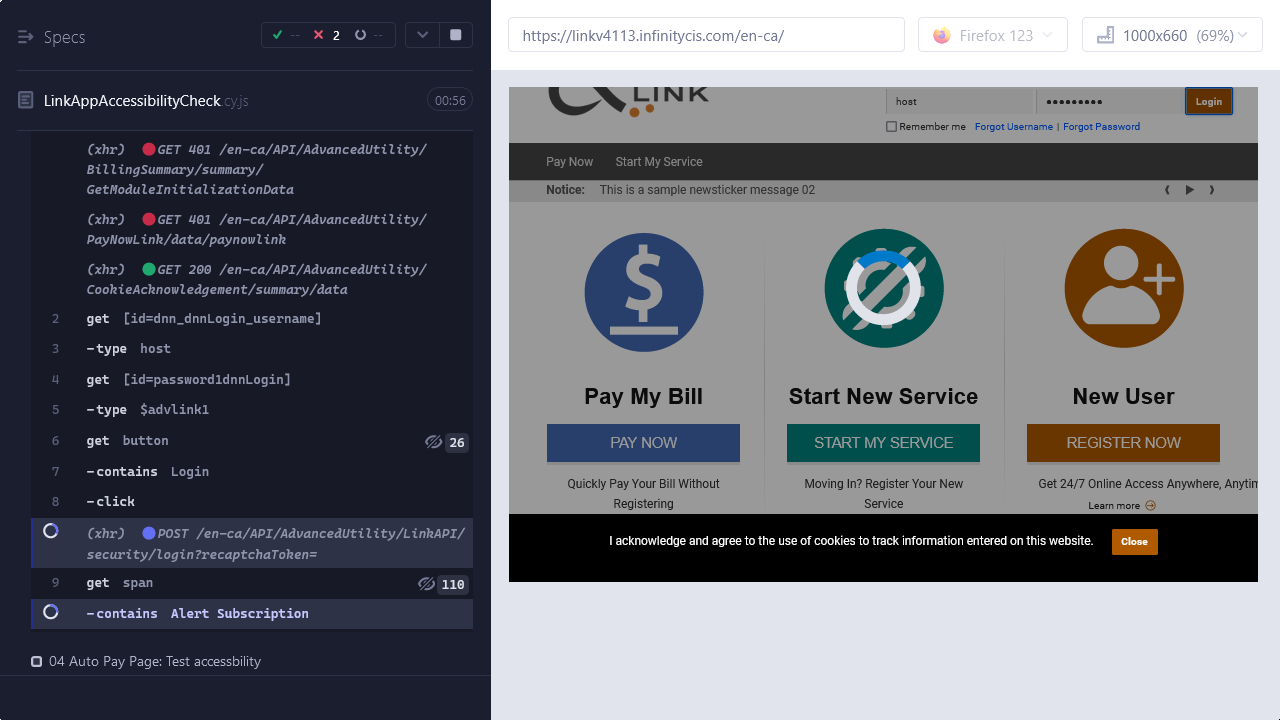 Specs
-- 2 --
LinkAppAccessibilityCheck.cy.js 00:56
(xhr) GET 401 /en-ca/API/AdvancedUtility/
BillingSummary/summary/
GetModuleInitializationData
(xhr) GET 401 /en-ca/API/AdvancedUtility/
PayNowLink/data/paynowlink
(xhr) GET 200 /en-ca/API/AdvancedUtility/
CookieAcknowledgement/summary/data
2 get [id=dnn_dnnLogin_username]
3 -type host
4 get [id=password1dnnLogin]
5 -type $advlink1
6 get button 26
7 -contains Login
8 -click
(xhr) POST /en-ca/API/AdvancedUtility/LinkAPI/
security/login?recaptchaToken=
9 get span 110
-contains Alert Subscription
04 Auto Pay Page: Test accessbility
https://linkv4113.infinitycis.com/en-ca/
Firefox 123
1000x660 (69%)
LINK
host ••••••••• Login
Remember me Forgot Username | Forgot Password
Pay Now Start My Service
Notice: This is a sample newsticker message 02
Pay My Bill
PAY NOW
Quickly Pay Your Bill Without
Registering
Start New Service
START MY SERVICE
Moving In? Register Your New
Service
New User
REGISTER NOW
Get 24/7 Online Access Anywhere, Anytim
Learn more
I acknowledge and agree to the use of cookies to track information entered on this website. Close